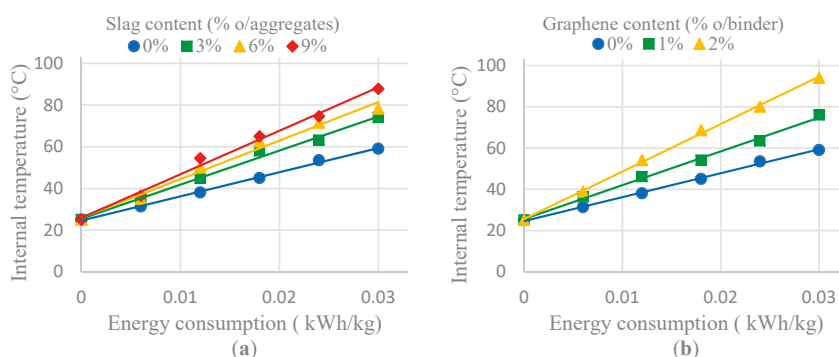 Slag content (% o/aggregates)
0% 3% 6% 9%
Internal temperature (°C)
100
80
60
40
20
0
0 0.01 0.02 0.03
Energy consumption ( kWh/kg)
(a)
Graphene content (% o/binder)
0% 1% 2%
Internal temperature (°C)
100
80
60
40
20
0
0 0.01 0.02 0.03
Energy consumption ( kWh/kg)
(b)